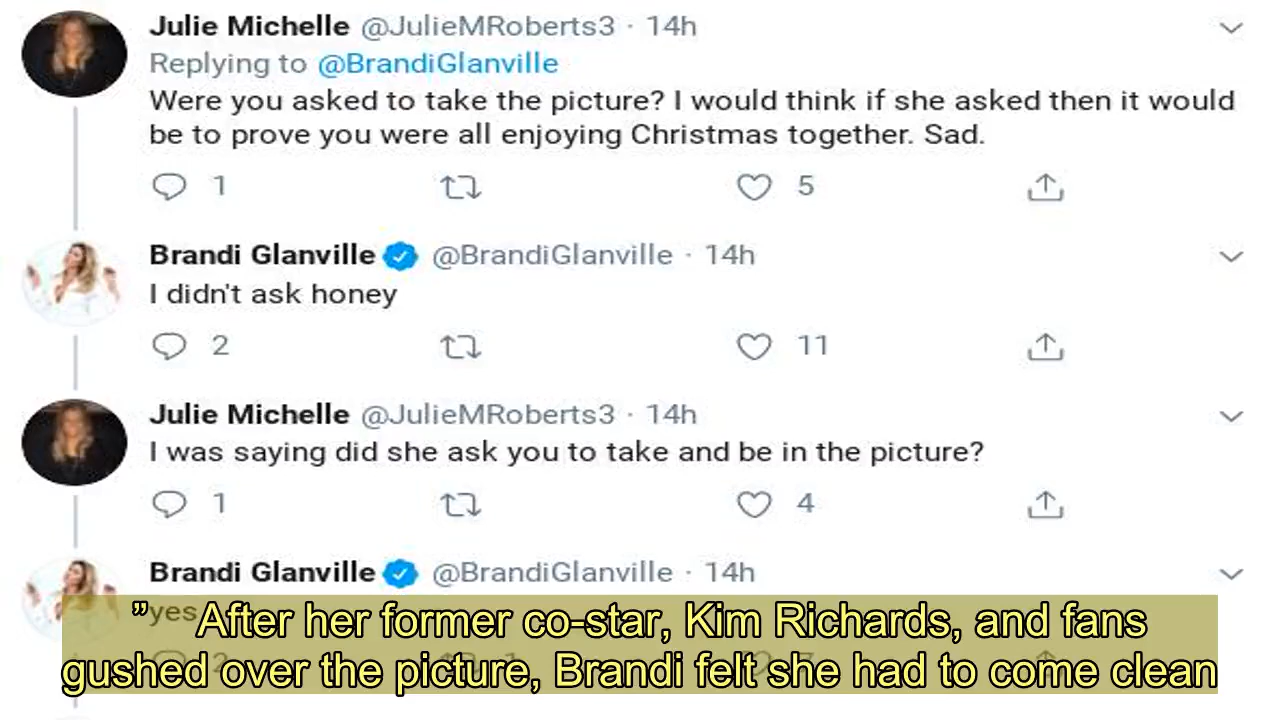 Julie Michelle @JulieMRoberts3 · 14h
Replying to @BrandiGlanville
Were you asked to take the picture? I would think if she asked then it would
be to prove you were all enjoying Christmas together. Sad.
1 5
Brandi Glanville @BrandiGlanville · 14h
I didn't ask honey
2 11
Julie Michelle @JulieMRoberts3 · 14h
I was saying did she ask you to take and be in the picture?
1 4
Brandi Glanville @BrandiGlanville · 14h
yes
” After her former co-star, Kim Richards, and fans
gushed over the picture, Brandi felt she had to come clean